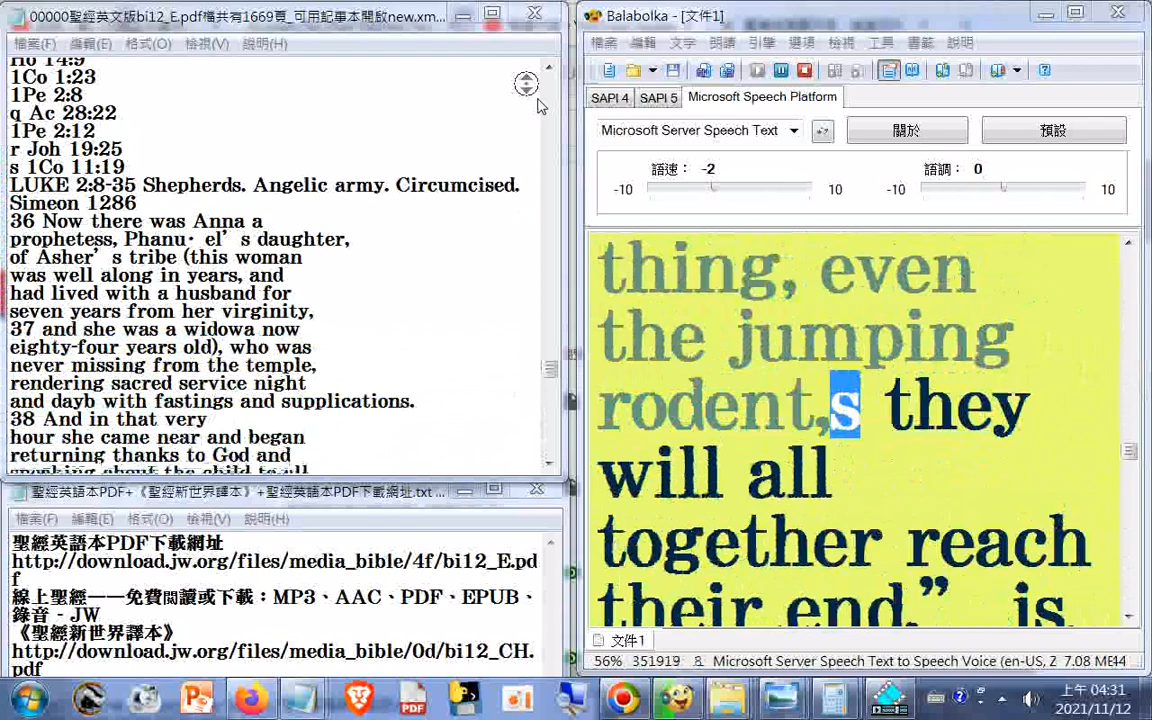 00000聖經英文版bi12_E.pdf檔共有1669頁_可用記事本開啟new.xm...
檔案(F) 編輯(E) 格式(O) 檢視(V) 說明(H)
Ho 14:9
1Co 1:23
1Pe 2:8
q Ac 28:22
1Pe 2:12
r Joh 19:25
s 1Co 11:19
LUKE 2:8-35 Shepherds. Angelic army. Circumcised.
Simeon 1286
36 Now there was Anna a
prophetess, Phanu· el’ s daughter,
of Asher’ s tribe (this woman
was well along in years, and
had lived with a husband for
seven years from her virginity,
37 and she was a widowa now
eighty-four years old), who was
never missing from the temple,
rendering sacred service night
and dayb with fastings and supplications.
38 And in that very
hour she came near and began
returning thanks to God and
speaking about the child to all
聖經英語本PDF+《聖經新世界譯本》+聖經英語本PDF下載網址.txt ...
檔案(F) 編輯(E) 格式(O) 檢視(V) 說明(H)
聖經英語本PDF下載網址
http://download.jw.org/files/media_bible/4f/bi12_E.pd
f
線上聖經——免費閱讀或下載：MP3、AAC、PDF、EPUB、
錄音 - JW
《聖經新世界譯本》
http://download.jw.org/files/media_bible/0d/bi12_CH.
pdf
Balabolka - [文件1]
檔案 編輯 文字 朗讀 引擎 選項 檢視 工具 書籤 說明
SAPI 4 SAPI 5 Microsoft Speech Platform
Microsoft Server Speech Text 關於 預設
語速： -2 語調： 0
-10 10 -10 10
thing, even
the jumping
rodent,s they
will all
together reach
their end,” is
文件1
56% 351919 Microsoft Server Speech Text to Speech Voice (en-US, 2 7.08 ME44
上午 04:31
2021/11/12